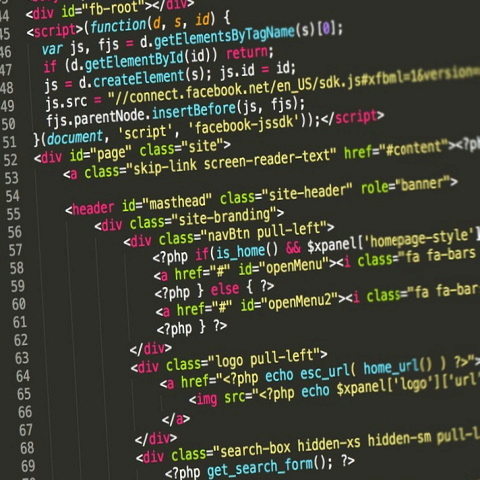 44 <div id="fb-root"></div>
45 <script>(function(d, s, id) {
46 var js, fjs = d.getElementsByTagName(s)[0];
47 if (d.getElementById(id)) return;
48 js = d.createElement(s); js.id = id;
49 js.src = "//connect.facebook.net/en_US/sdk.js#xfbml=1&version=
50 fjs.parentNode.insertBefore(js, fjs);
51 }(document, 'script', 'facebook-jssdk'));</script>
52 <div id="page" class="site">
53 <a class="skip-link screen-reader-text" href="#content"><?ph
54
55 <header id="masthead" class="site-header" role="banner">
56 <div class="site-branding">
57 <div class="navBtn pull-left">
58 <?php if(is_home() && $xpanel['homepage-style']
59 <a href="#" id="openMenu"><i class="fa fa-bars
60 <?php } else { ?>
61 <a href="#" id="openMenu2"><i class="fa fa-bar
62 <?php } ?>
63 </div>
64 <div class="logo pull-left">
65 <a href="<?php echo esc_url( home_url() ) ?>">
66 <img src="<?php echo $xpanel['logo']['url'
67 </a>
68 </div>
69 <div class="search-box hidden-xs hidden-sm pull-l
<?php get_search_form(); ?>